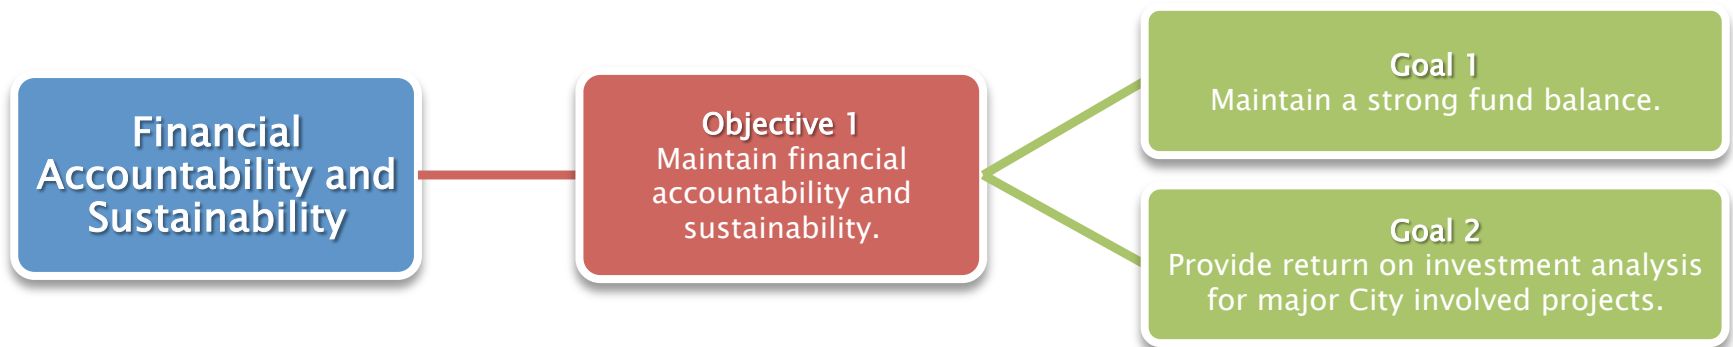 Financial
Accountability and
Sustainability
Objective 1
Maintain financial
accountability and
sustainability.
Goal 1
Maintain a strong fund balance.
Goal 2
Provide return on investment analysis
for major City involved projects.